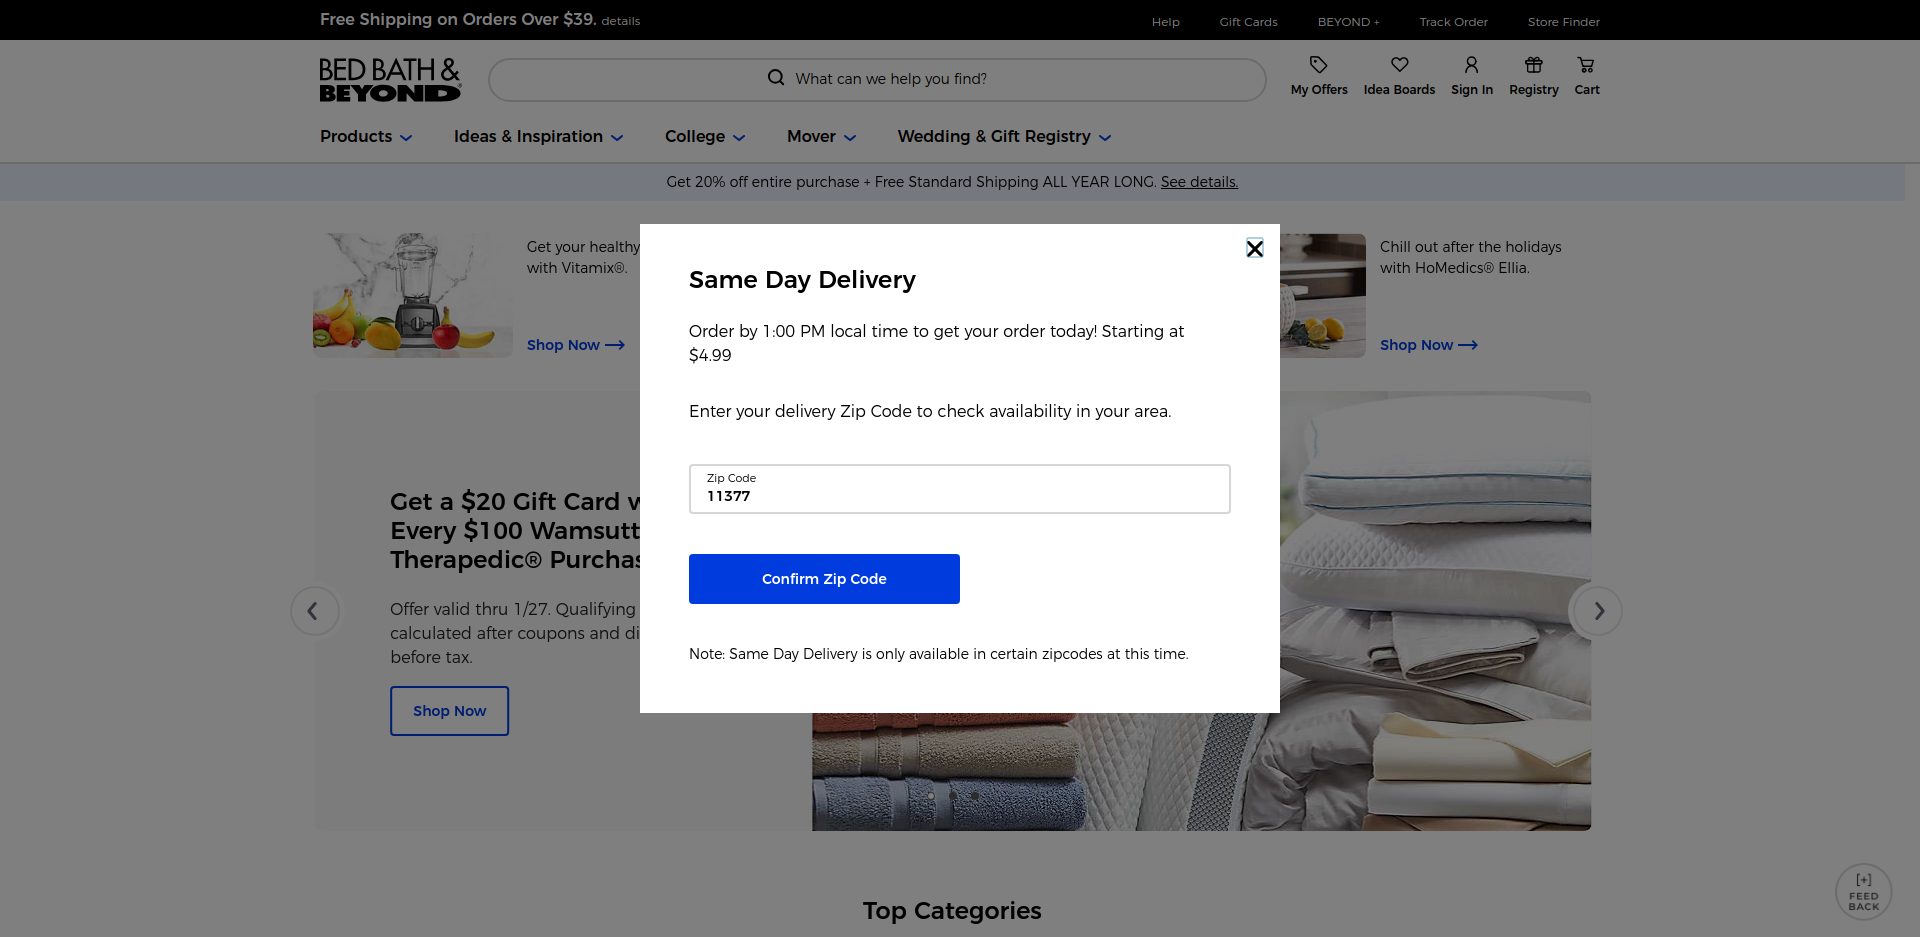 Free Shipping on Orders Over $39. details
Help
Gift Cards
BEYOND +
Track Order
Store Finder
BED BATH &
BEYOND
What can we help you find?
My Offers
Idea Boards
Sign In
Registry
Cart
Products
Ideas & Inspiration
College
Mover
Wedding & Gift Registry
Get 20% off entire purchase + Free Standard Shipping ALL YEAR LONG. See details.
Get your healthy
with Vitamix®.
Shop Now
Chill out after the holidays
with HoMedics® Ellia.
Shop Now
Same Day Delivery
Order by 1:00 PM local time to get your order today! Starting at
$4.99
Enter your delivery Zip Code to check availability in your area.
Zip Code
11377
Confirm Zip Code
Note: Same Day Delivery is only available in certain zipcodes at this time.
Get a $20 Gift Card
Every $100
Therapedic®
Offer valid thru 1/27. Qualifying
calculated after coupons and
before tax.
Shop Now
Top Categories
[+]
FEED
BACK